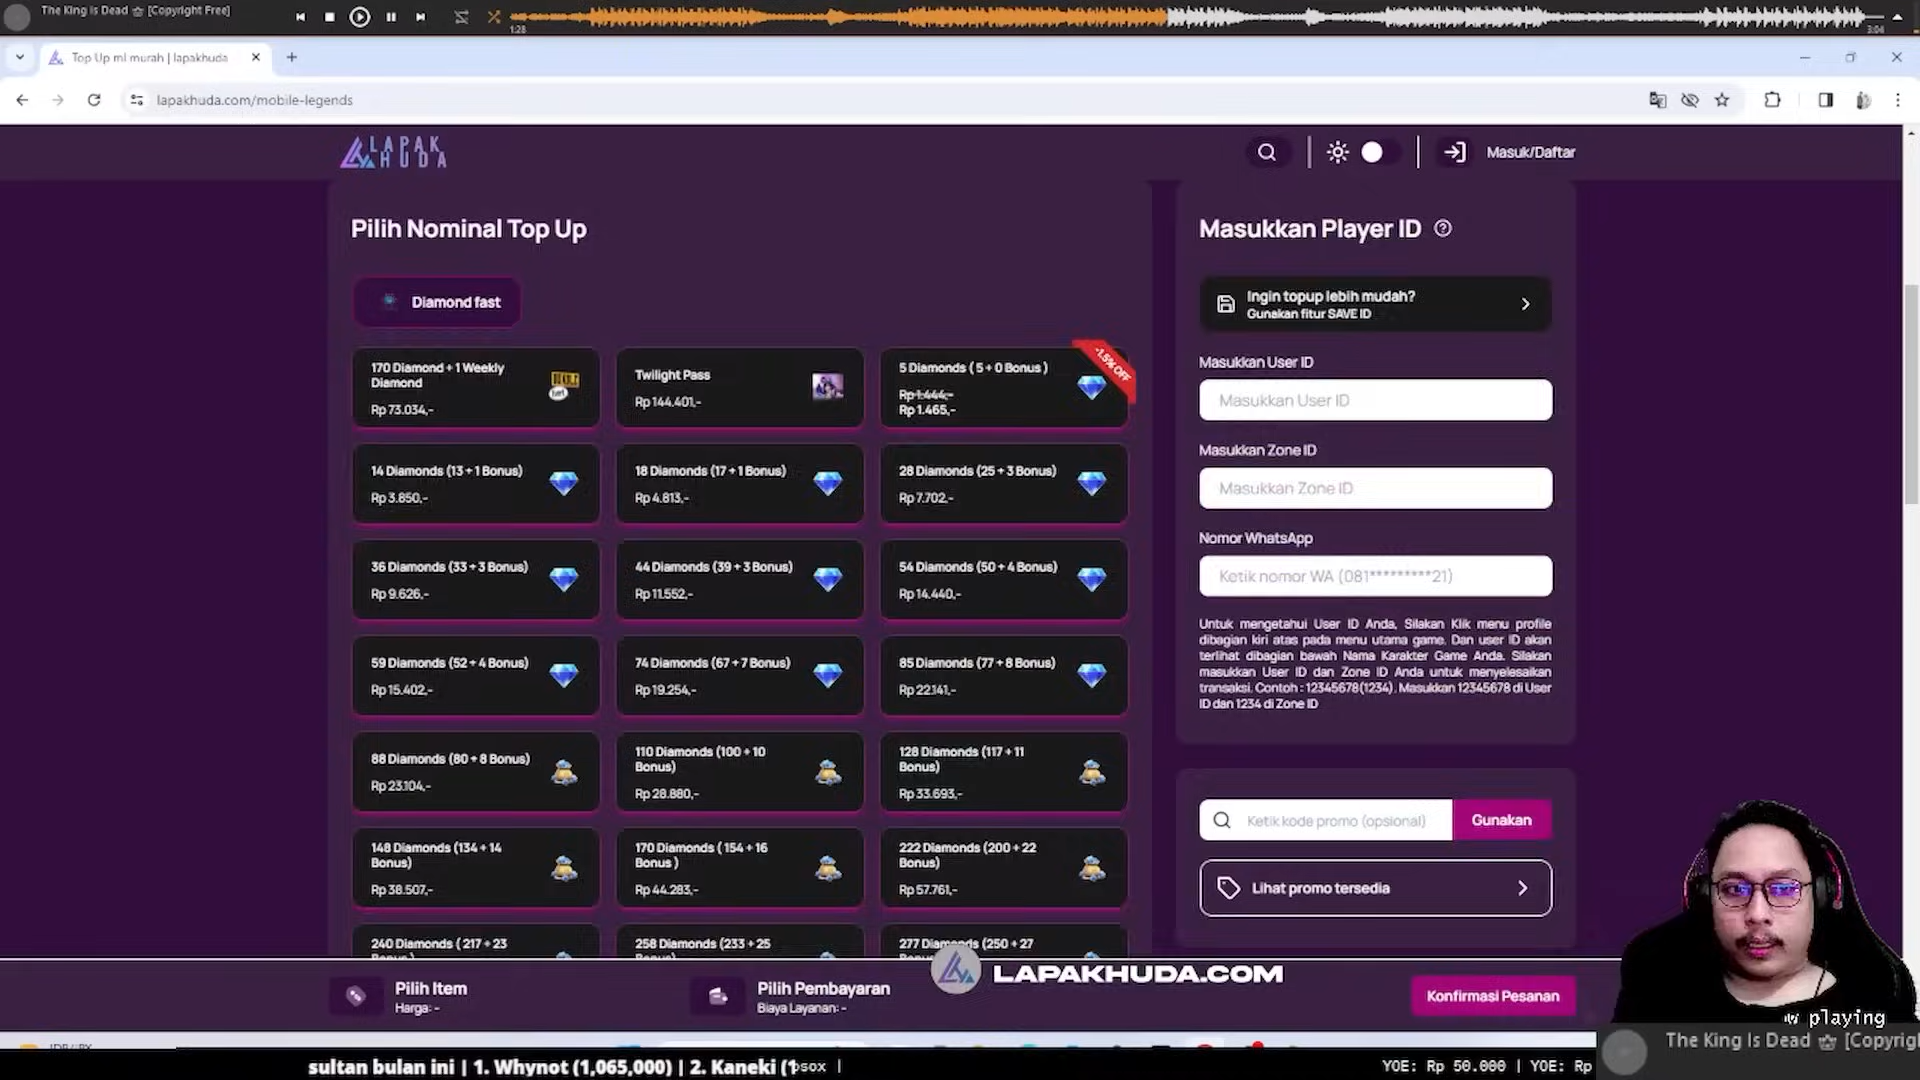 The King Is Dead [Copyright Free]
1:28
3:04
Top Up ml murah | lapakhuda
lapakhuda.com/mobile-legends
LAPAK
HUDA
Masuk/Daftar
Pilih Nominal Top Up
Diamond fast
170 Diamond + 1 Weekly
Diamond
Rp 73.034,-
Twilight Pass
Rp 144.401,-
5 Diamonds ( 5 + 0 Bonus )
Rp 1.444,-
Rp 1.465,-
-1.5% OFF
14 Diamonds (13 + 1 Bonus)
Rp 3.850,-
18 Diamonds (17 + 1 Bonus)
Rp 4.813,-
28 Diamonds (25 + 3 Bonus)
Rp 7.702,-
36 Diamonds (33 + 3 Bonus)
Rp 9.626,-
44 Diamonds (39 + 3 Bonus)
Rp 11.552,-
54 Diamonds (50 + 4 Bonus)
Rp 14.440,-
59 Diamonds (52 + 4 Bonus)
Rp 15.402,-
74 Diamonds (67 + 7 Bonus)
Rp 19.254,-
85 Diamonds (77 + 8 Bonus)
Rp 22.141,-
88 Diamonds (80 + 8 Bonus)
Rp 23.104,-
110 Diamonds (100 + 10
Bonus)
Rp 28.880,-
128 Diamonds (117 + 11
Bonus)
Rp 33.693,-
148 Diamonds (134 + 14
Bonus)
Rp 38.507,-
170 Diamonds ( 154 + 16
Bonus )
Rp 44.283,-
222 Diamonds (200 + 22
Bonus)
Rp 57.761,-
240 Diamonds ( 217 + 23
258 Diamonds (233 + 25
277 Diamonds (250 + 27
Masukkan Player ID
Ingin topup lebih mudah?
Gunakan fitur SAVE ID
Masukkan User ID
Masukkan User ID
Masukkan Zone ID
Masukkan Zone ID
Nomor WhatsApp
Ketik nomor WA (081*********21)
Untuk mengetahui User ID Anda, Silakan Klik menu profile
dibagian kiri atas pada menu utama game. Dan user ID akan
terlihat dibagian bawah Nama Karakter Game Anda. Silakan
masukkan User ID dan Zone ID Anda untuk menyelesaikan
transaksi. Contoh : 12345678(1234). Masukkan 12345678 di User
ID dan 1234 di Zone ID
Ketik kode promo (opsional)
Gunakan
Lihat promo tersedia
Pilih Item
Harga: -
Pilih Pembayaran
Biaya Layanan: -
LAPAKHUDA.COM
Konfirmasi Pesanan
playing
The King Is Dead [Copyrig
sultan bulan ini | 1. Whynot (1,065,000) | 2. Kaneki (1
YOE: Rp 50.000 | YOE: Rp